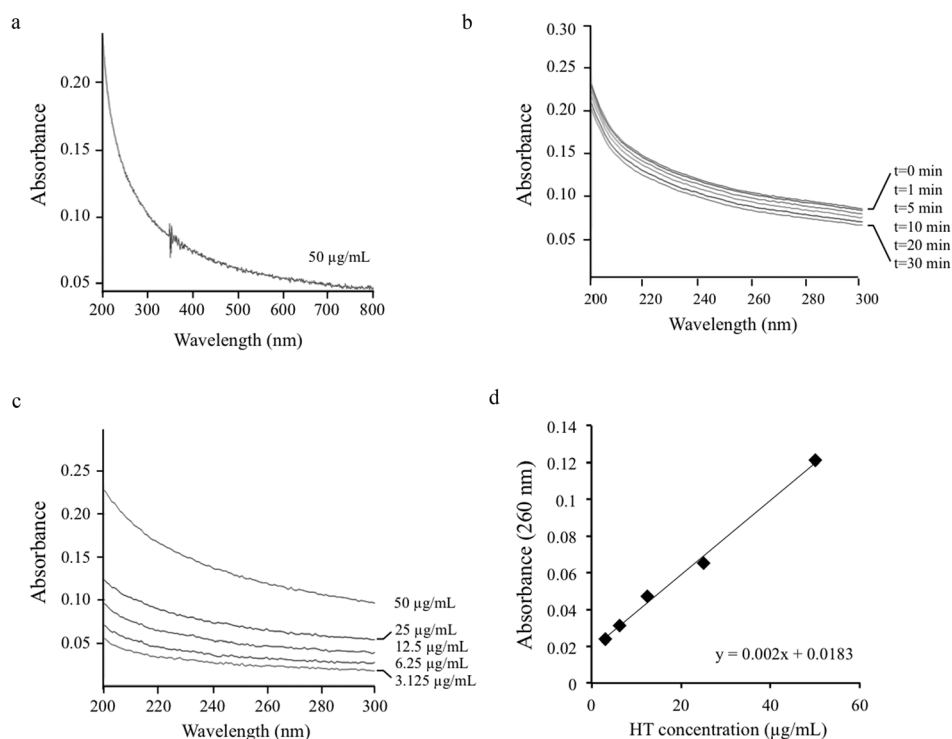 a
Absorbance
0.20
0.15
0.10
0.05
200 300 400 500 600 700 800
Wavelength (nm)
50 µg/mL
b
Absorbance
0.30
0.25
0.20
0.15
0.10
0.05
200 220 240 260 280 300
Wavelength (nm)
t=0 min
t=1 min
t=5 min
t=10 min
t=20 min
t=30 min
c
Absorbance
0.25
0.20
0.15
0.10
0.05
200 220 240 260 280 300
Wavelength (nm)
50 µg/mL
25 µg/mL
12.5 µg/mL
6.25 µg/mL
3.125 µg/mL
d
Absorbance (260 nm)
0.14
0.12
0.1
0.08
0.06
0.04
0.02
0
0 20 40 60
HT concentration (µg/mL)
y = 0.002x + 0.0183